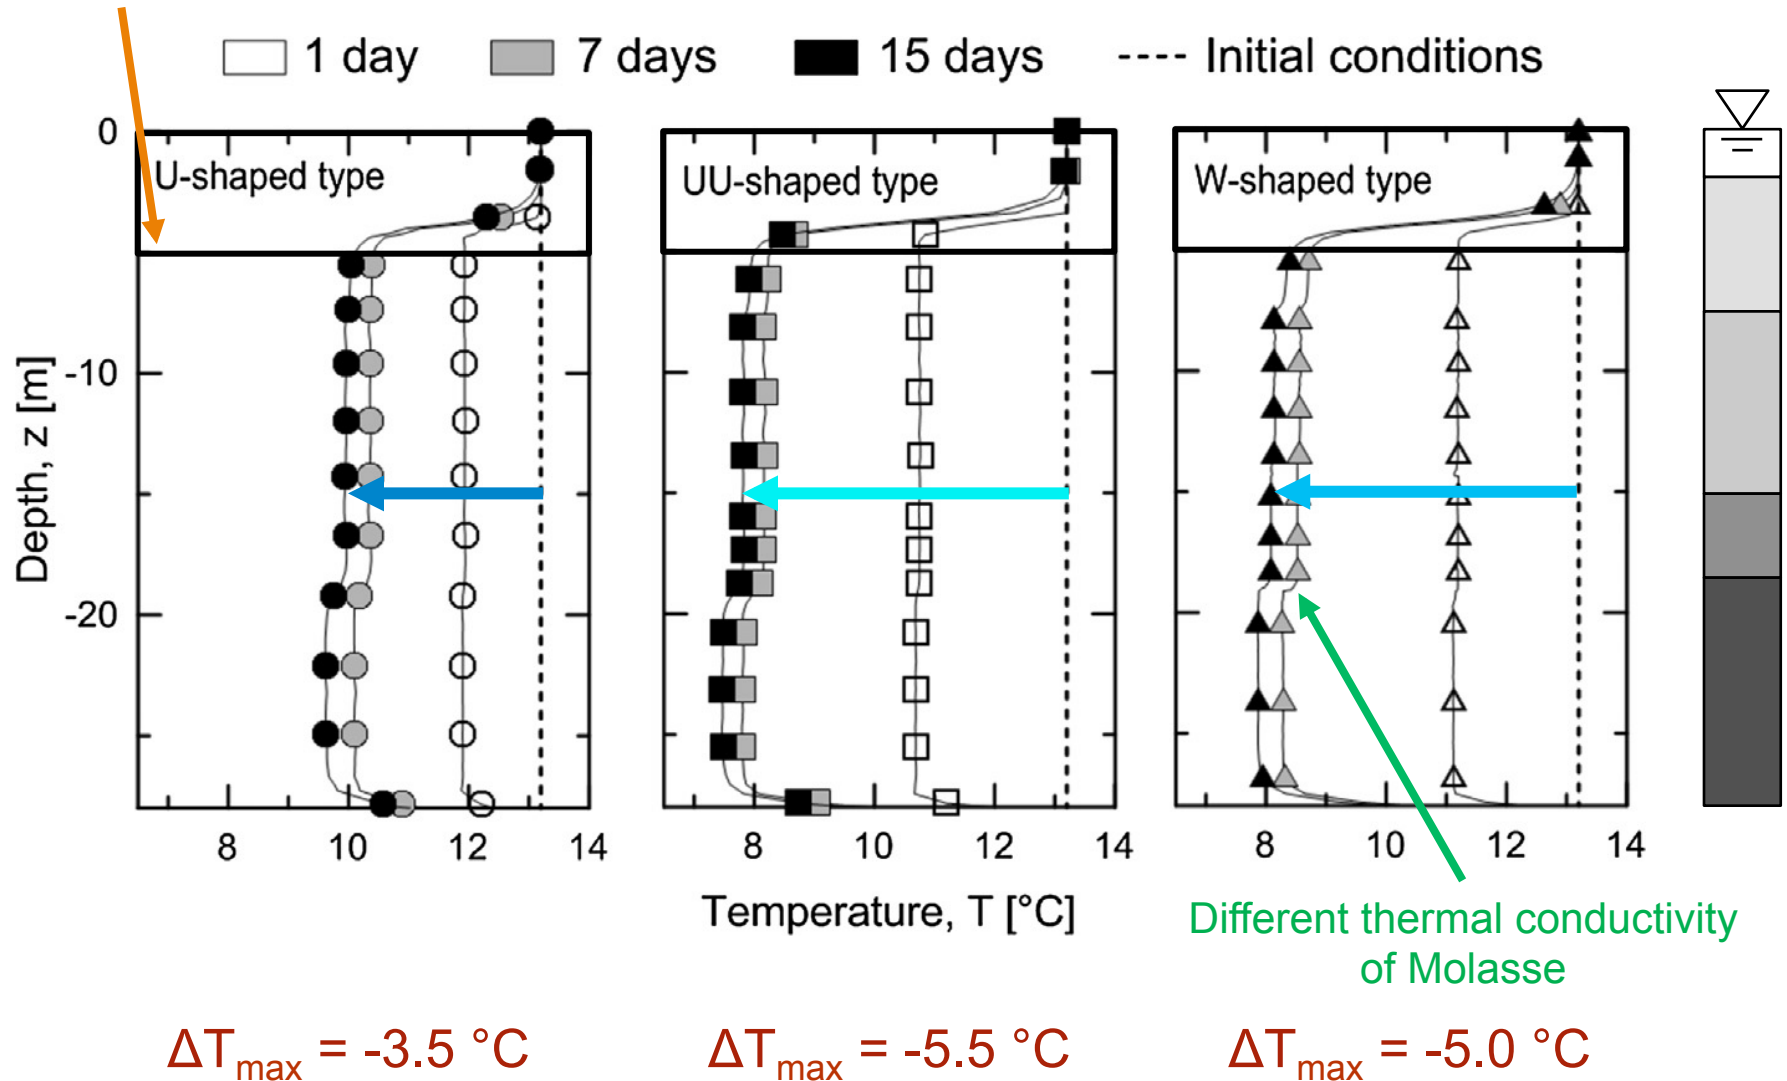 1 day 7 days 15 days Initial conditions
U-shaped type UU-shaped type W-shaped type
0
-10
-20
Depth, z [m]
8 10 12 14 8 10 12 14 8 10 12 14
Temperature, T [°C]
Different thermal conductivity
of Molasse
ΔTmax = -3.5 °C ΔTmax = -5.5 °C ΔTmax = -5.0 °C